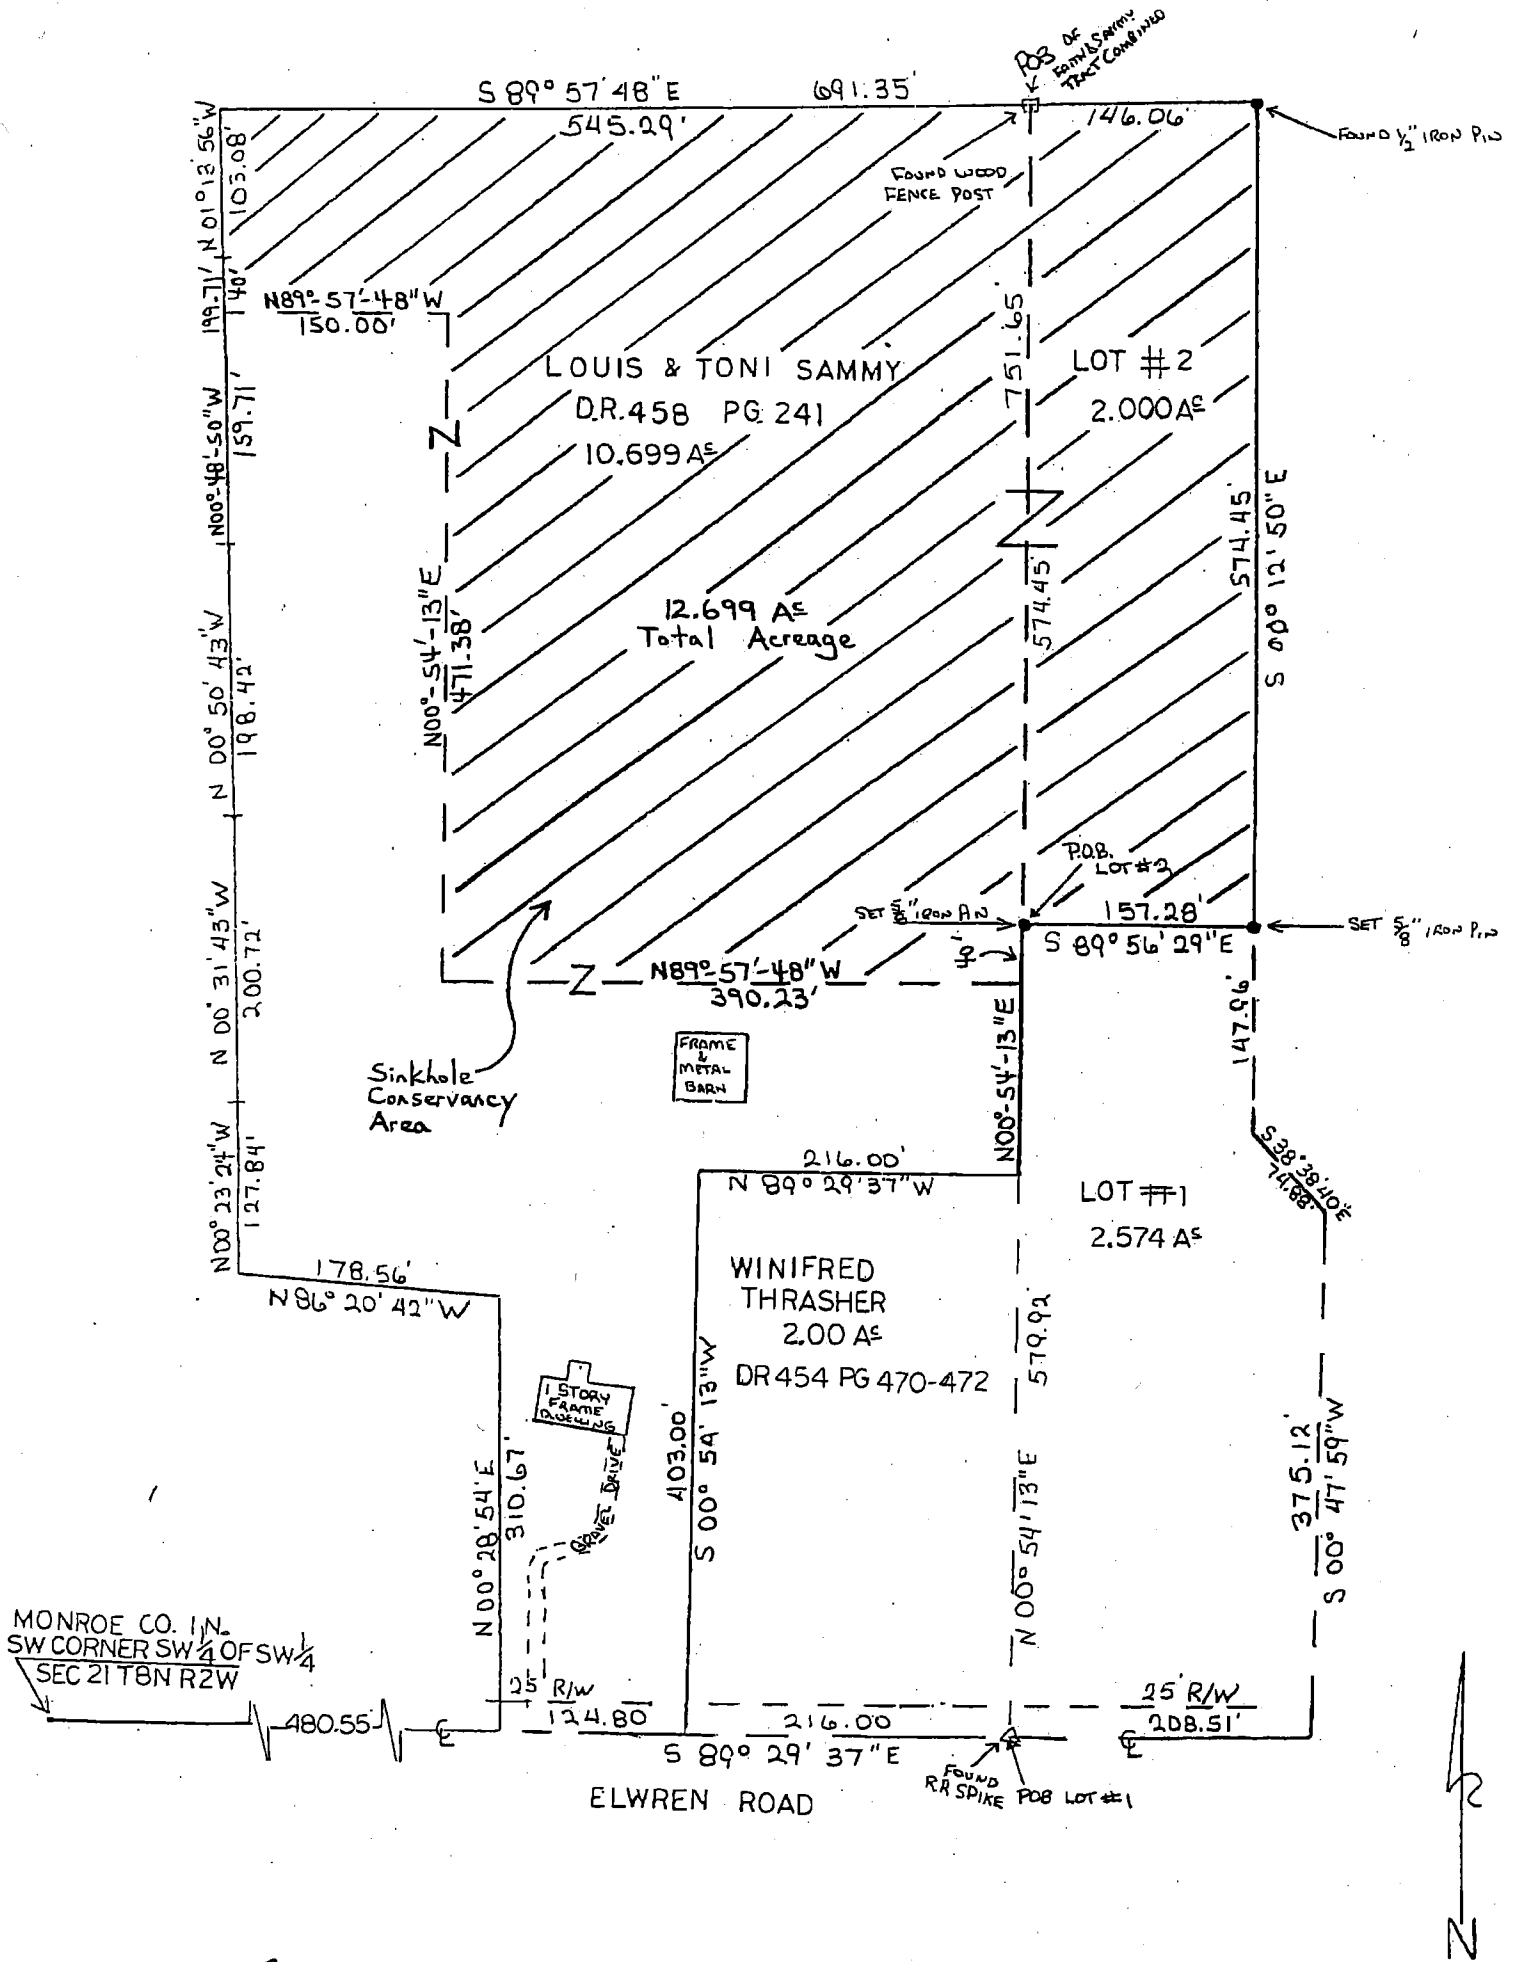 POB OF
TRACT COMBINED
S 89° 57' 48" E
691.35'
545.29'
146.06'
FOUND 1/2" IRON PIN
FOUND WOOD
FENCE POST
N 01° 13' 56" W
103.08'
199.71'
40'
N89°-57'-48" W
150.00'
LOUIS & TONI SAMMY
D.R. 458 PG. 241
10.699 Ac
751.65'
LOT #2
2.000 Ac
N00°-48'-50" W
159.71'
574.45'
S 00° 12' 50" E
574.45'
12.699 Ac
Total Acreage
N00°-54'-13" E
471.38'
N 00° 50' 43" W
198.42'
P.O.B.
LOT #2
SET 5/8" IRON PIN
157.28'
S 89° 56' 29" E
SET 5/8" IRON PIN
N 00° 31' 43" W
200.72'
N89°-57'-48" W
390.23'
N00°-54'-13" E
147.96'
FRAME
&
METAL
BARN
Sinkhole
Conservancy
Area
N00° 23' 24" W
127.84'
216.00'
N 89° 29' 37" W
S 38° 38' 40" E
74.88'
LOT #1
2.574 Ac
178.56'
N 86° 20' 42" W
WINIFRED
THRASHER
2.00 Ac
DR 454 PG 470-472
579.92
1 STORY
FRAME
DWELLING
GRAVEL DRIVE
N 00° 28' 54" E
310.67'
403.00'
S 00° 54' 13" W
N 00° 54' 13" E
375.12'
S 00° 47' 59" W
MONROE CO. IN.
SW CORNER SW 1/4 OF SW 1/4
SEC 21 T8N R2W
25' R/W
25' R/W
480.55'
124.80'
216.00
208.51'
S 89° 29' 37" E
FOUND
RR SPIKE
POB LOT #1
ELWREN ROAD
N